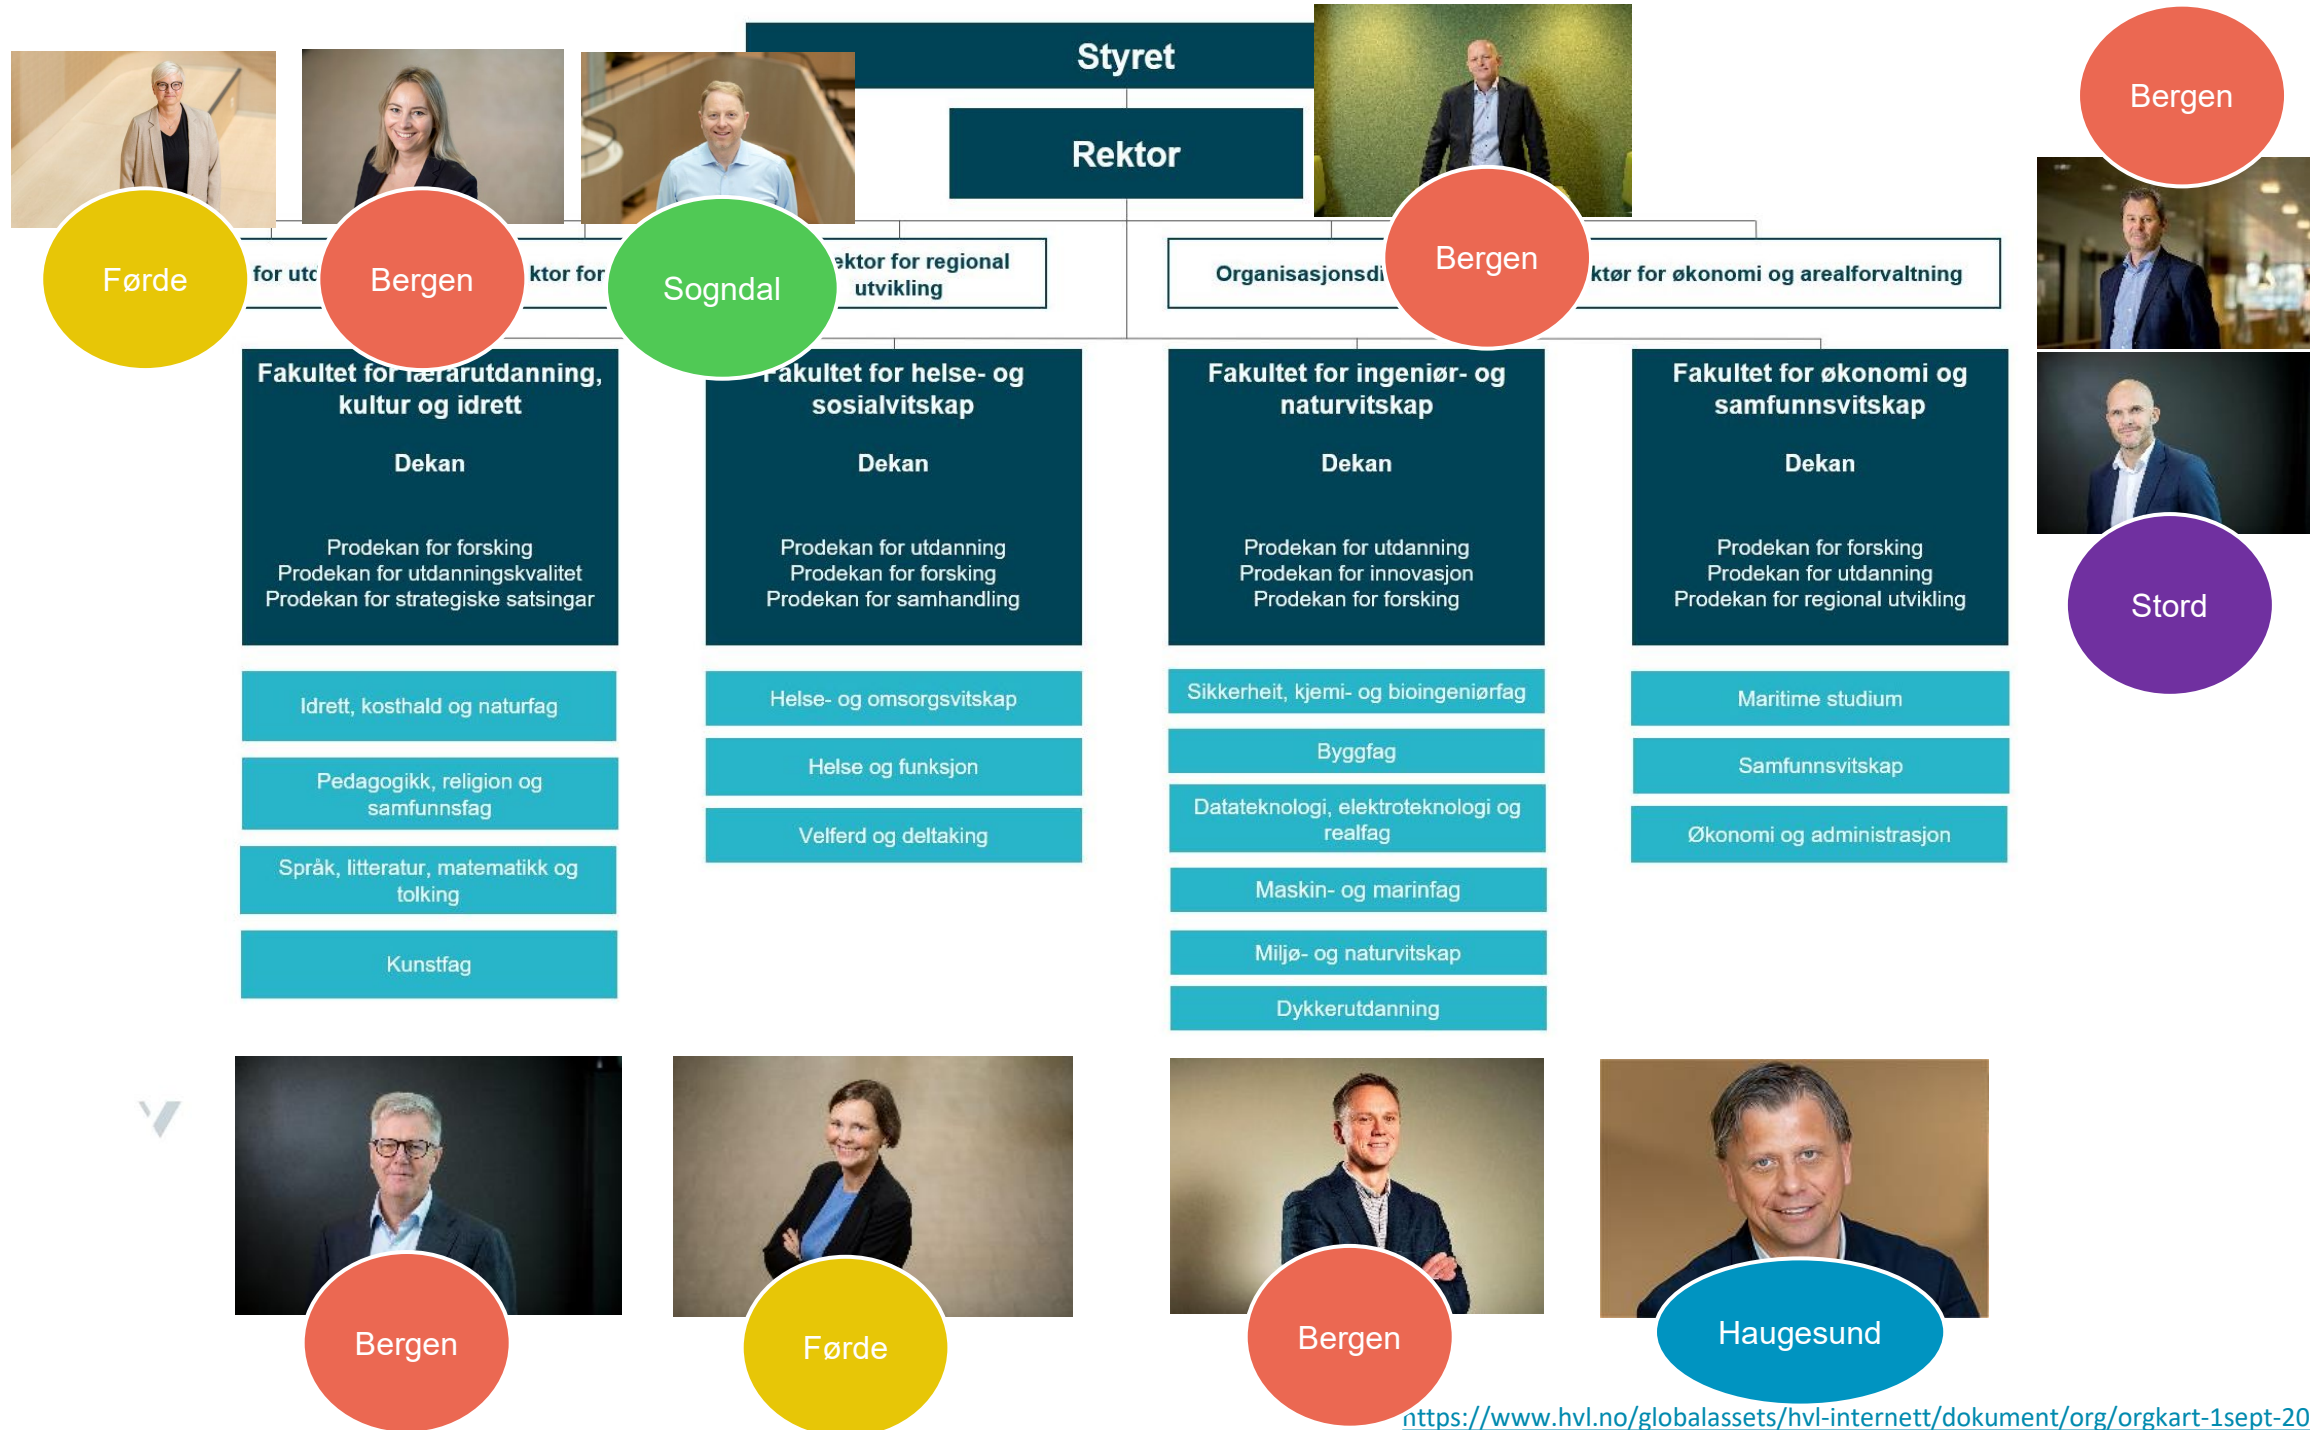 Styret
Bergen
Rektor
Førde
for
Bergen
for
Sogndal
for regional
utvikling
Bergen
for økonomi og arealforvaltning
Fakultet for lærarutdanning,
kultur og idrett
Dekan
Prodekan for forsking
Prodekan for utdanningskvalitet
Prodekan for strategiske satsingar
Fakultet for helse- og
sosialvitskap
Dekan
Prodekan for utdanning
Prodekan for forsking
Prodekan for samhandling
Fakultet for ingeniør- og
naturvitskap
Dekan
Prodekan for utdanning
Prodekan for innovasjon
Prodekan for forsking
Fakultet for økonomi og
samfunnsvitskap
Dekan
Prodekan for forsking
Prodekan for utdanning
Prodekan for regional utvikling
Stord
Idrett, kosthald og naturfag
Pedagogikk, religion og
samfunnsfag
Språk, litteratur, matematikk og
tolking
Kunstfag
Helse- og omsorgsvitskap
Helse og funksjon
Velferd og deltaking
Sikkerheit, kjemi- og bioingeniørfag
Byggfag
Datateknologi, elektroteknologi og
realfag
Maskin- og marinfag
Miljø- og naturvitskap
Dykkerutdanning
Maritime studium
Samfunnsvitskap
Økonomi og administrasjon
Bergen
Førde
Bergen
Haugesund
https://www.hvl.no/globalassets/hvl-internett/dokument/org/orgkart-1sept-20